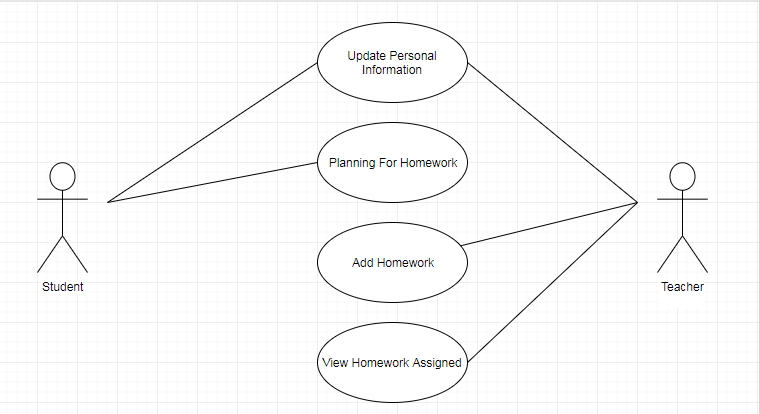 Update Personal
Information
Planning For Homework
Add Homework
View Homework Assigned
Student
Teacher